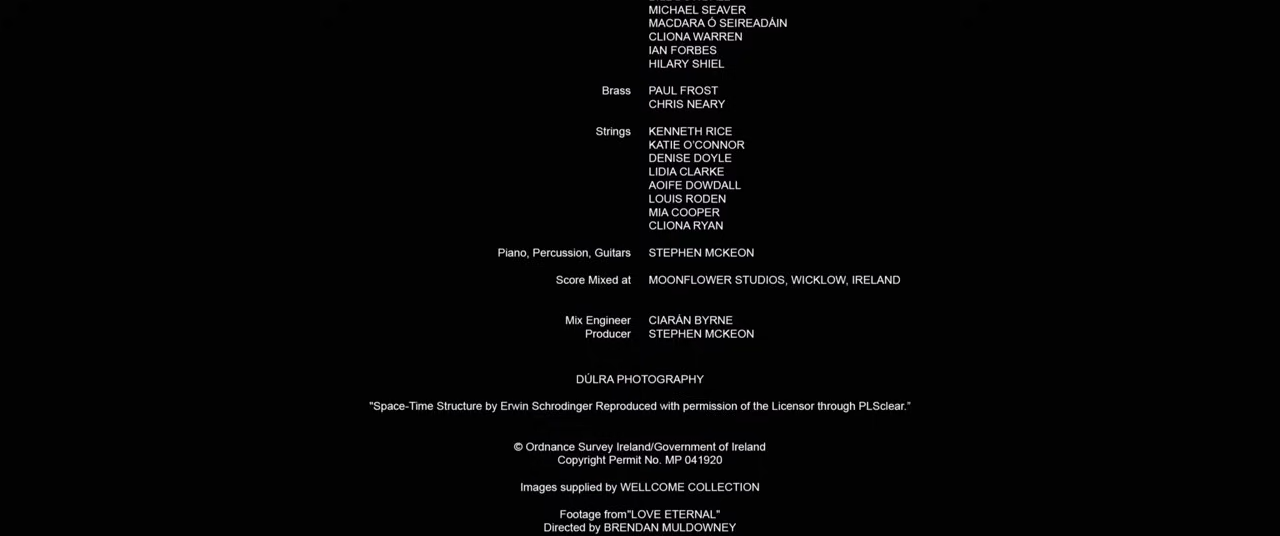 MICHAEL SEAVER
MACDARA Ó SEIREADÁIN
CLIONA WARREN
IAN FORBES
HILARY SHIEL
Brass PAUL FROST
CHRIS NEARY
Strings KENNETH RICE
KATIE O'CONNOR
DENISE DOYLE
LIDIA CLARKE
AOIFE DOWDALL
LOUIS RODEN
MIA COOPER
CLIONA RYAN
Piano, Percussion, Guitars STEPHEN MCKEON
Score Mixed at MOONFLOWER STUDIOS, WICKLOW, IRELAND
Mix Engineer CIARÁN BYRNE
Producer STEPHEN MCKEON
DÚLRA PHOTOGRAPHY
"Space-Time Structure by Erwin Schrodinger Reproduced with permission of the Licensor through PLSclear."
© Ordnance Survey Ireland/Government of Ireland
Copyright Permit No. MP 041920
Images supplied by WELLCOME COLLECTION
Footage from"LOVE ETERNAL"
Directed by BRENDAN MULDOWNEY